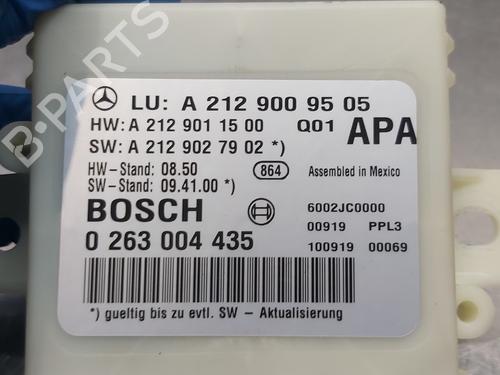 LU: A 212 900 95 05
HW: A 212 901 15 00 Q01 APA
SW: A 212 902 79 02 *)
HW-Stand: 08.50 864 Assembled in Mexico
SW-Stand: 09.41.00 *)
BOSCH 6002JC0000
0 263 004 435 00919 PPL3
100919 00069
*) gueltig bis zu evtl. SW - Aktualisierung
B-PARTS